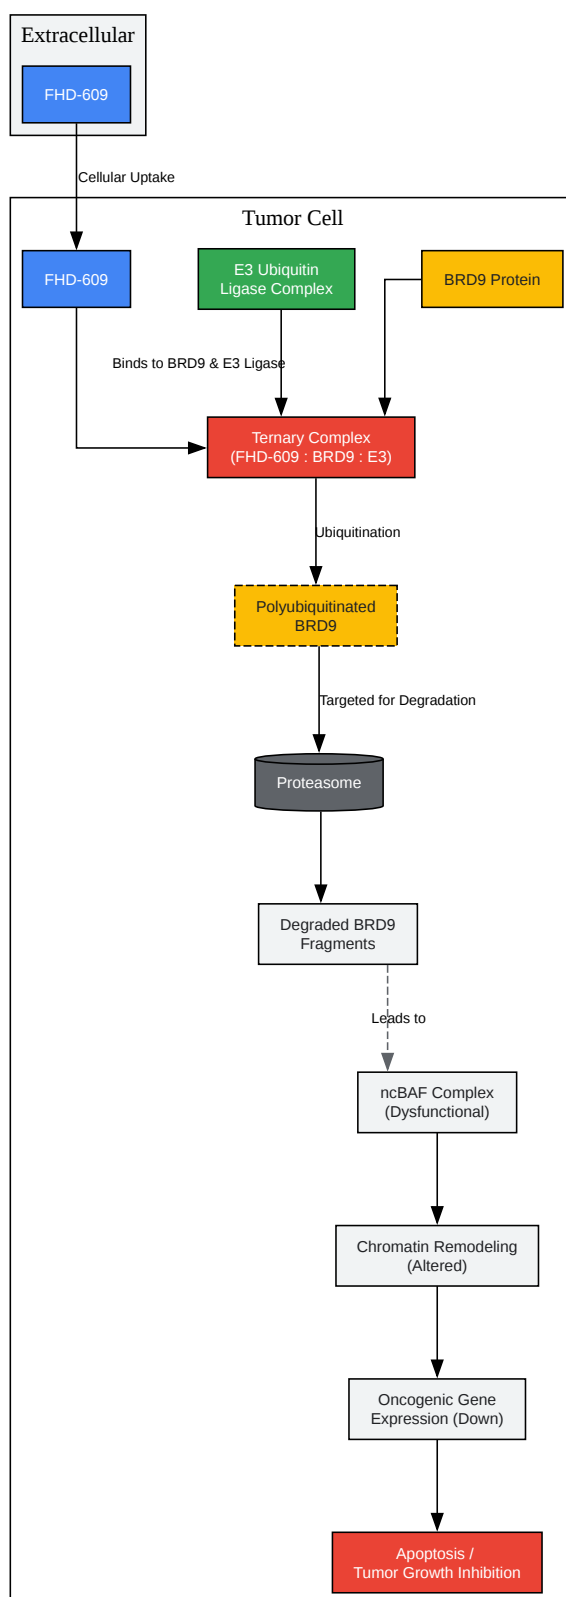 Extracellular
FHD-609
Cellular Uptake
Tumor Cell
FHD-609
E3 Ubiquitin
Ligase Complex
BRD9 Protein
Binds to BRD9 & E3 Ligase
Ternary Complex
(FHD-609 : BRD9 : E3)
Ubiquitination
Polyubiquitinated
BRD9
Targeted for Degradation
Proteasome
Degraded BRD9
Fragments
Leads to
ncBAF Complex
(Dysfunctional)
Chromatin Remodeling
(Altered)
Oncogenic Gene
Expression (Down)
Apoptosis /
Tumor Growth Inhibition